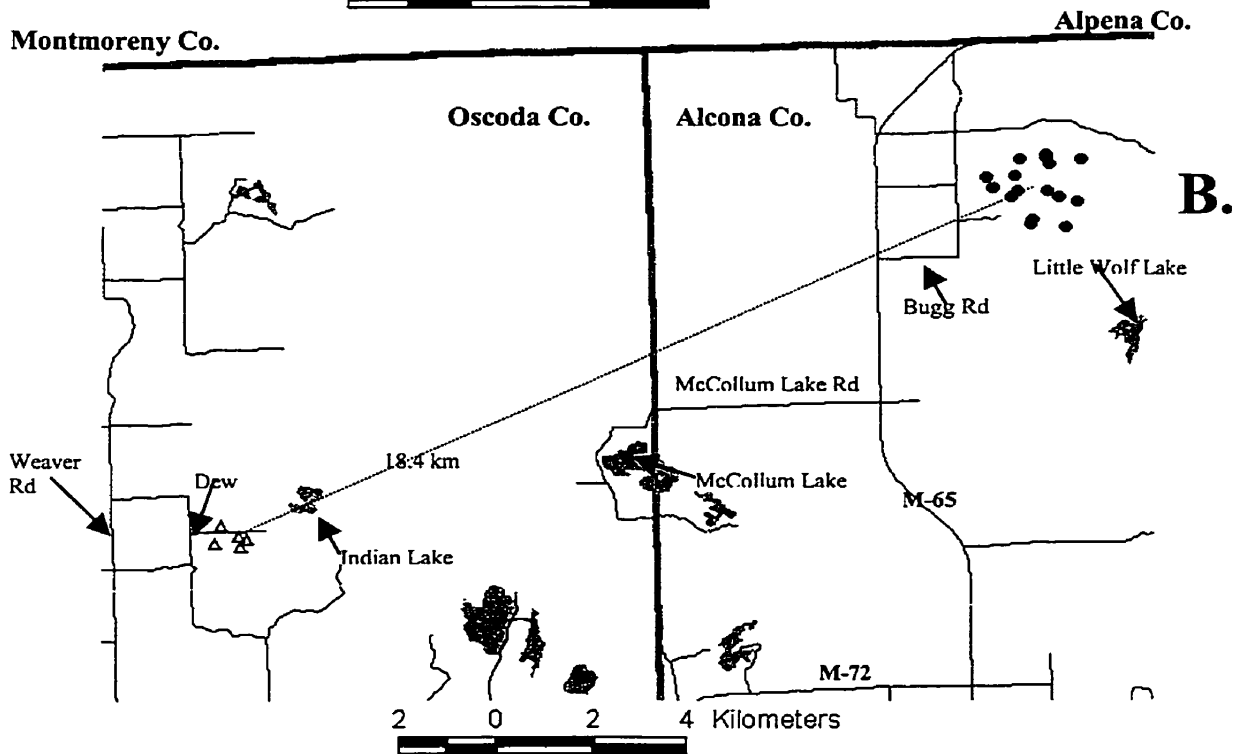 Alpena Co.
Montmoreny Co.
Oscoda Co.
Alcona Co.
B.
Little Wolf Lake
Bugg Rd
McCollum Lake Rd
18.4 km
Weaver
Rd
Dew
McCollum Lake
M-65
Indian Lake
M-72
2 0 2 4 Kilometers